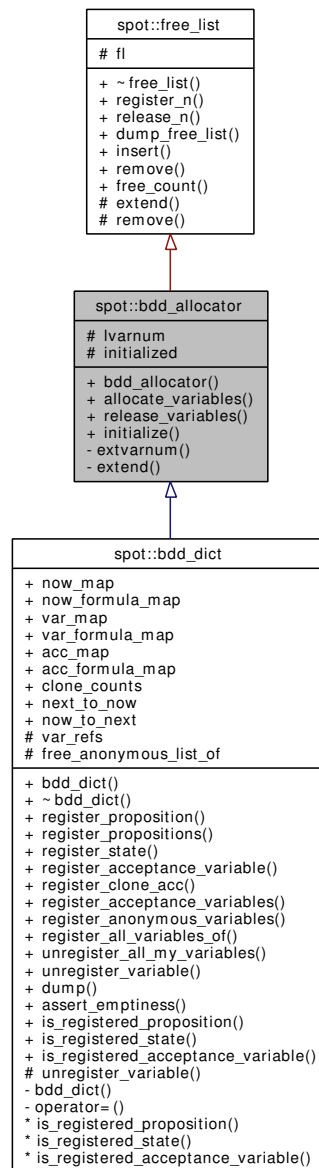 spot::free_list
# fl
+ ~free_list()
+ register_n()
+ release_n()
+ dump_free_list()
+ insert()
+ remove()
+ free_count()
# extend()
# remove()
spot::bdd_allocator
# lvarnum
# initialized
+ bdd_allocator()
+ allocate_variables()
+ release_variables()
+ initialize()
- extvarnum()
- extend()
spot::bdd_dict
+ now_map
+ now_formula_map
+ var_map
+ var_formula_map
+ acc_map
+ acc_formula_map
+ clone_counts
+ next_to_now
+ now_to_next
# var_refs
# free_anonymous_list_of
+ bdd_dict()
+ ~bdd_dict()
+ register_proposition()
+ register_propositions()
+ register_state()
+ register_acceptance_variable()
+ register_clone_acc()
+ register_acceptance_variables()
+ register_anonymous_variables()
+ register_all_variables_of()
+ unregister_all_my_variables()
+ unregister_variable()
+ dump()
+ assert_emptiness()
+ is_registered_proposition()
+ is_registered_state()
+ is_registered_acceptance_variable()
# unregister_variable()
- bdd_dict()
- operator=()
* is_registered_proposition()
* is_registered_state()
* is_registered_acceptance_variable()